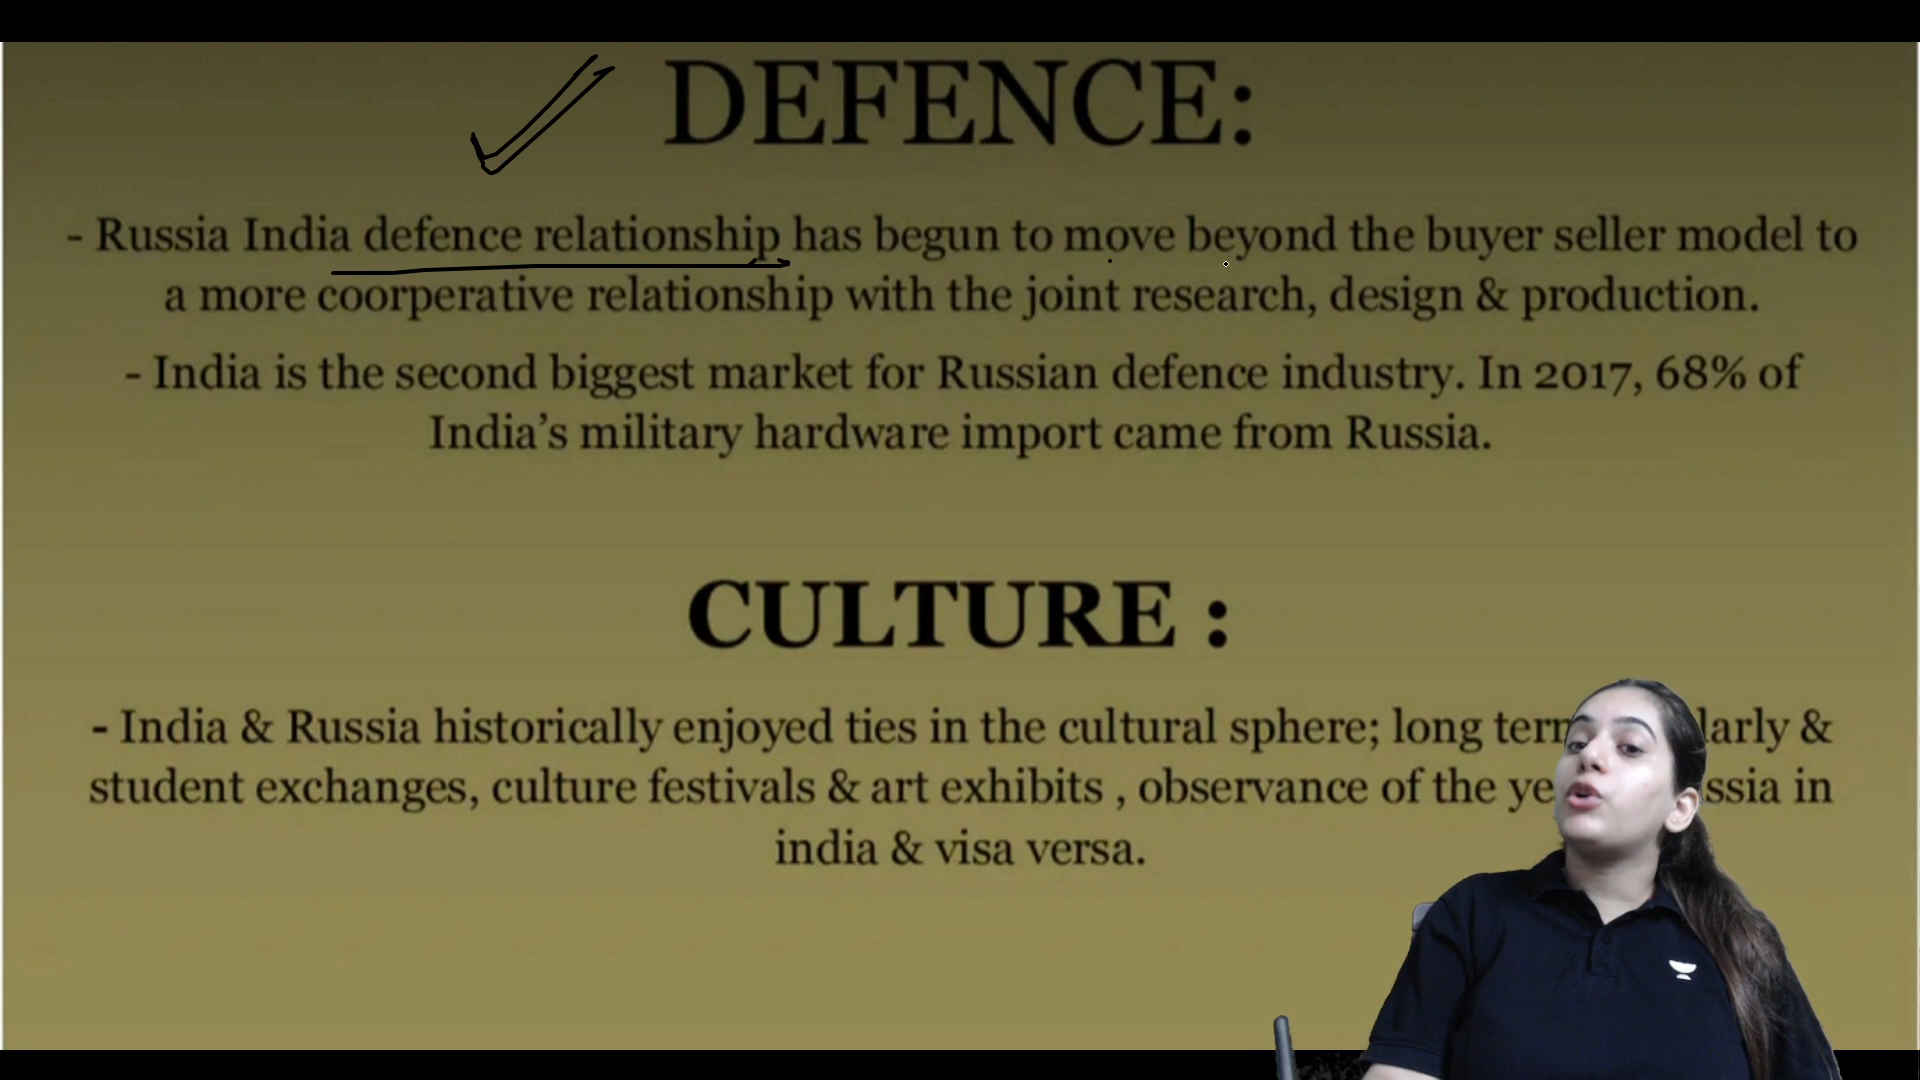 DEFENCE:
- Russia India defence relationship has begun to move beyond the buyer seller model to
a more coorperative relationship with the joint research, design & production.
- India is the second biggest market for Russian defence industry. In 2017, 68% of
India’s military hardware import came from Russia.
CULTURE :
- India & Russia historically enjoyed ties in the cultural sphere; long &
student exchanges, culture festivals & art exhibits , observance of the in
india & visa versa.